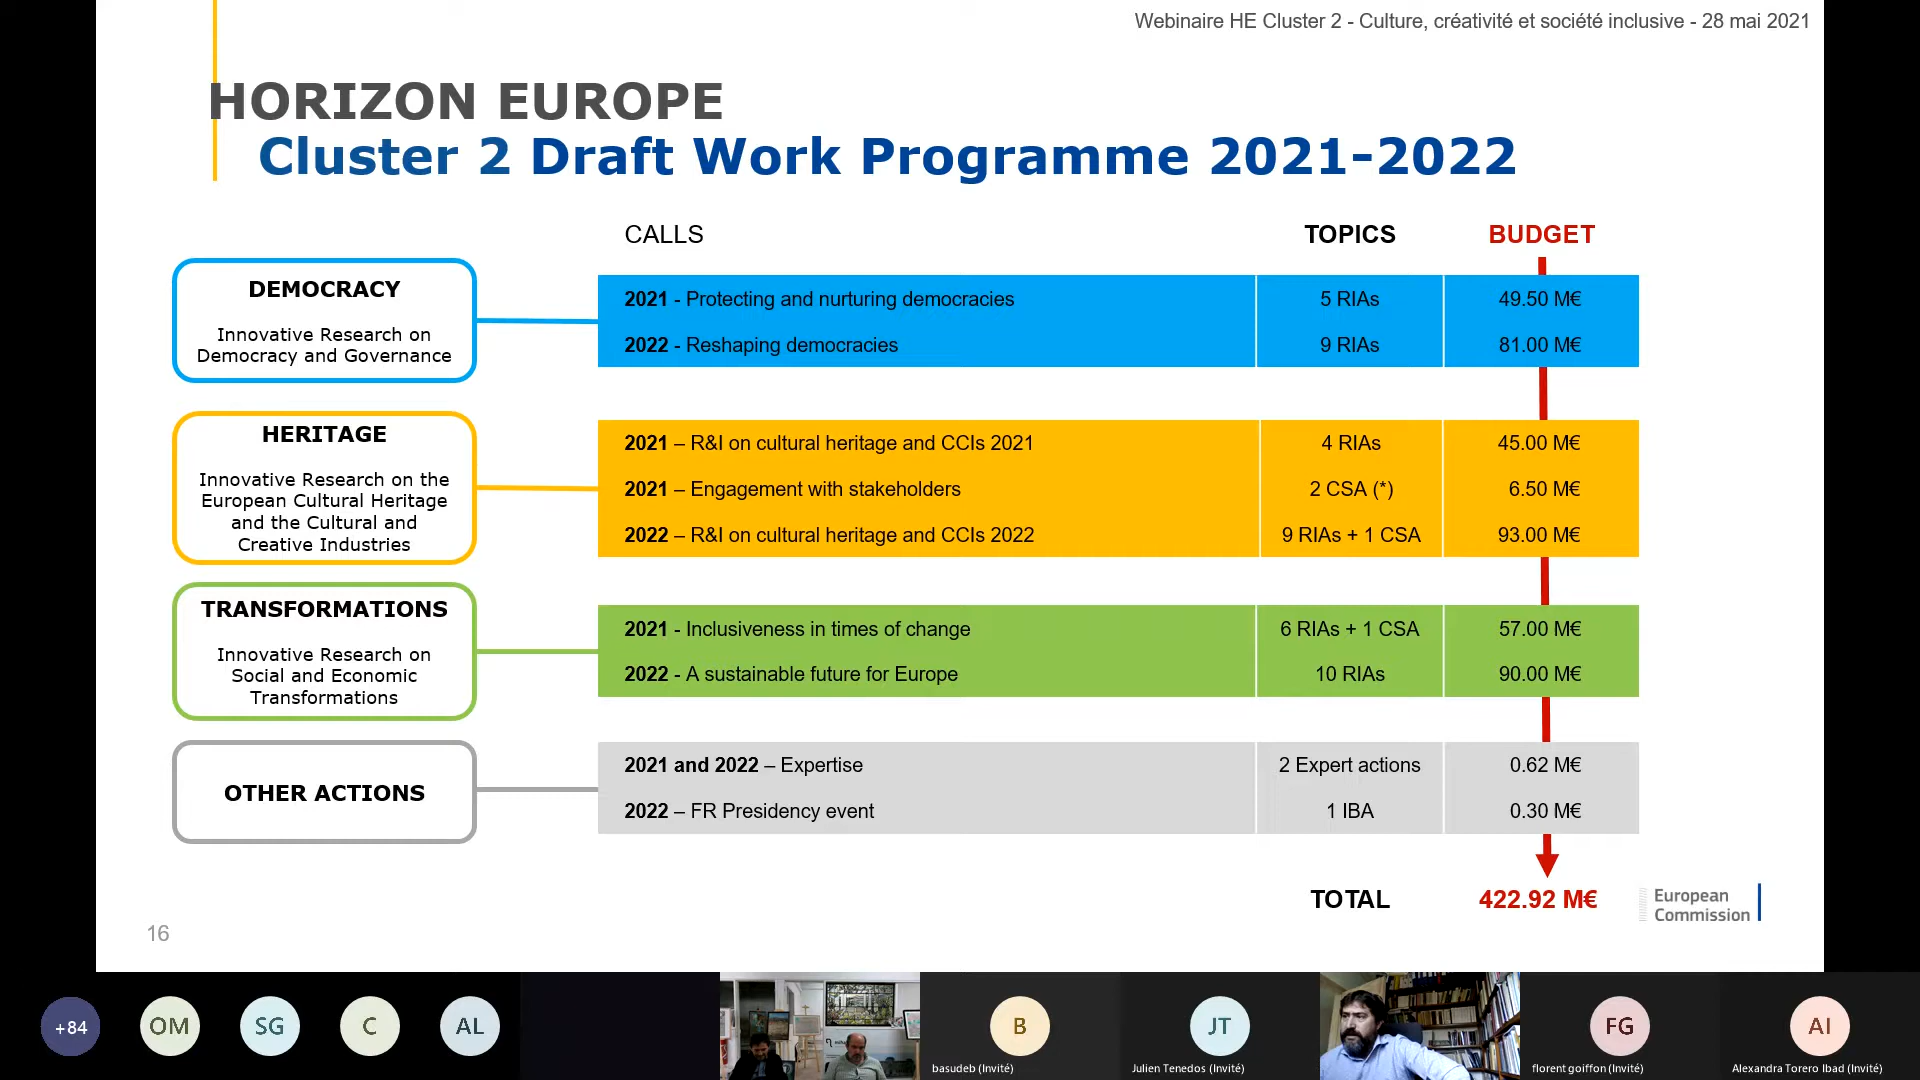 Webinaire HE Cluster 2 - Culture, créativité et société inclusive - 28 mai 2021
HORIZON EUROPE
Cluster 2 Draft Work Programme 2021-2022
CALLS TOPICS BUDGET
DEMOCRACY
Innovative Research on
Democracy and Governance
2021 - Protecting and nurturing democracies 5 RIAs 49.50 M€
2022 - Reshaping democracies 9 RIAs 81.00 M€
HERITAGE
Innovative Research on the
European Cultural Heritage
and the Cultural and
Creative Industries
2021 – R&I on cultural heritage and CCIs 2021 4 RIAs 45.00 M€
2021 – Engagement with stakeholders 2 CSA (*) 6.50 M€
2022 – R&I on cultural heritage and CCIs 2022 9 RIAs + 1 CSA 93.00 M€
TRANSFORMATIONS
Innovative Research on
Social and Economic
Transformations
2021 - Inclusiveness in times of change 6 RIAs + 1 CSA 57.00 M€
2022 - A sustainable future for Europe 10 RIAs 90.00 M€
OTHER ACTIONS
2021 and 2022 – Expertise 2 Expert actions 0.62 M€
2022 – FR Presidency event 1 IBA 0.30 M€
TOTAL 422.92 M€
European
Commission
16
+84 OM SG C AL B JT FG AI
basudeb (Invité) Julien Tenedos (Invité) florent goiffon (Invité) Alexandra Torero Ibad (Invité)